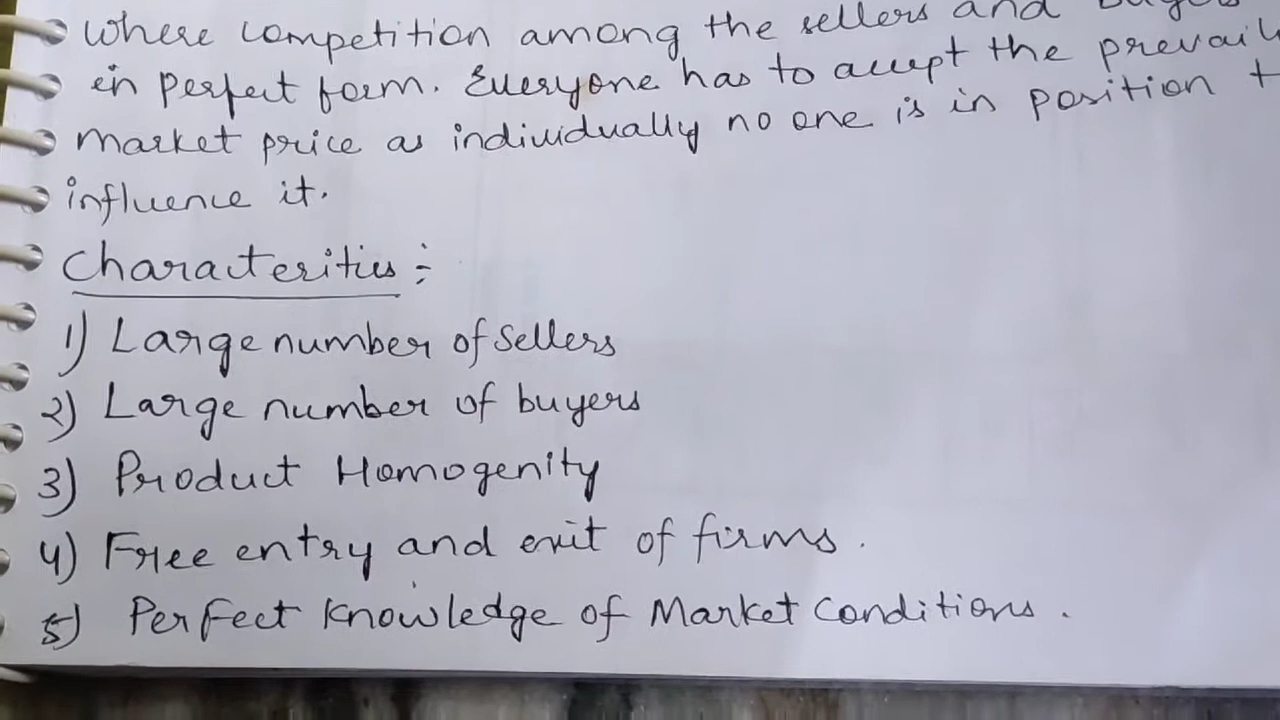 where competition among the sellers and
in perfect form. Everyone has to accept the
market price as individually no one is in position
influence it.
Characterities :-
1) Large number of sellers
2) Large number of buyers
3) Product Homogenity
4) Free entry and exit of firms.
5) Perfect Knowledge of Market Conditions.